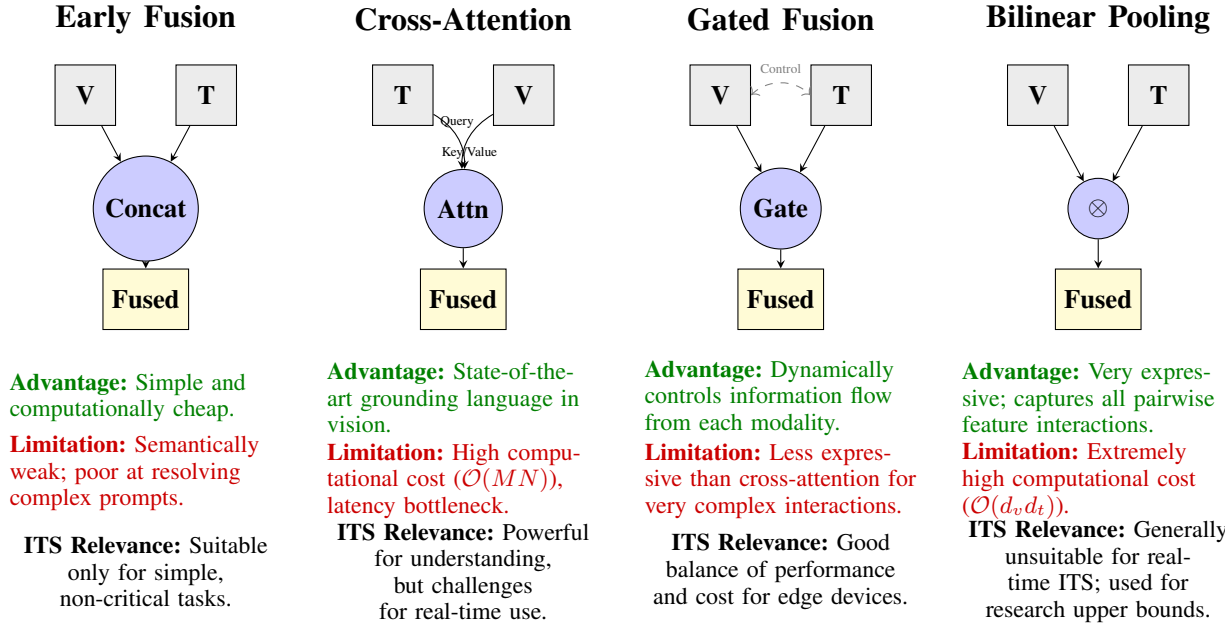 Early Fusion
V
T
Concat
Fused
Advantage: Simple and
computationally cheap.
Limitation: Semantically
weak; poor at resolving
complex prompts.
ITS Relevance: Suitable
only for simple,
non-critical tasks.
Cross-Attention
T
V
Query
Key/Value
Attn
Fused
Advantage: State-of-the-
art grounding language in
vision.
Limitation: High compu-
tational cost (𝒪(MN)),
latency bottleneck.
ITS Relevance: Powerful
for understanding,
but challenges
for real-time use.
Gated Fusion
V
Control
T
Gate
Fused
Advantage: Dynamically
controls information flow
from each modality.
Limitation: Less expres-
sive than cross-attention for
very complex interactions.
ITS Relevance: Good
balance of performance
and cost for edge devices.
Bilinear Pooling
V
T
⊗
Fused
Advantage: Very expres-
sive; captures all pairwise
feature interactions.
Limitation: Extremely
high computational cost
(𝒪(d_v d_t)).
ITS Relevance: Generally
unsuitable for real-
time ITS; used for
research upper bounds.